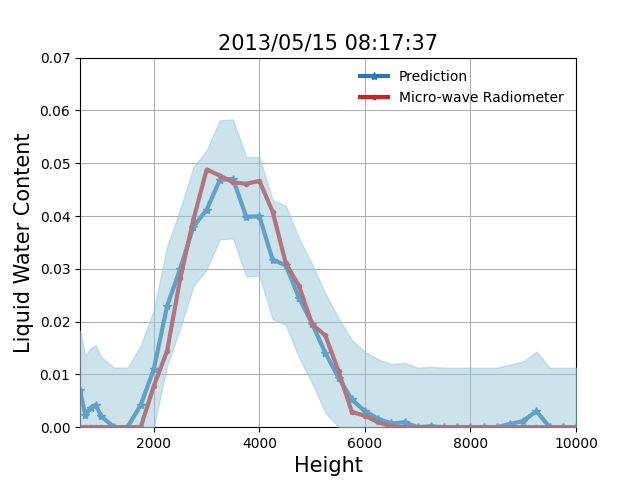 2013/05/15 08:17:37
Prediction
Micro-wave Radiometer
Liquid Water Content
0.07
0.06
0.05
0.04
0.03
0.02
0.01
0.00
2000 4000 6000 8000 10000
Height